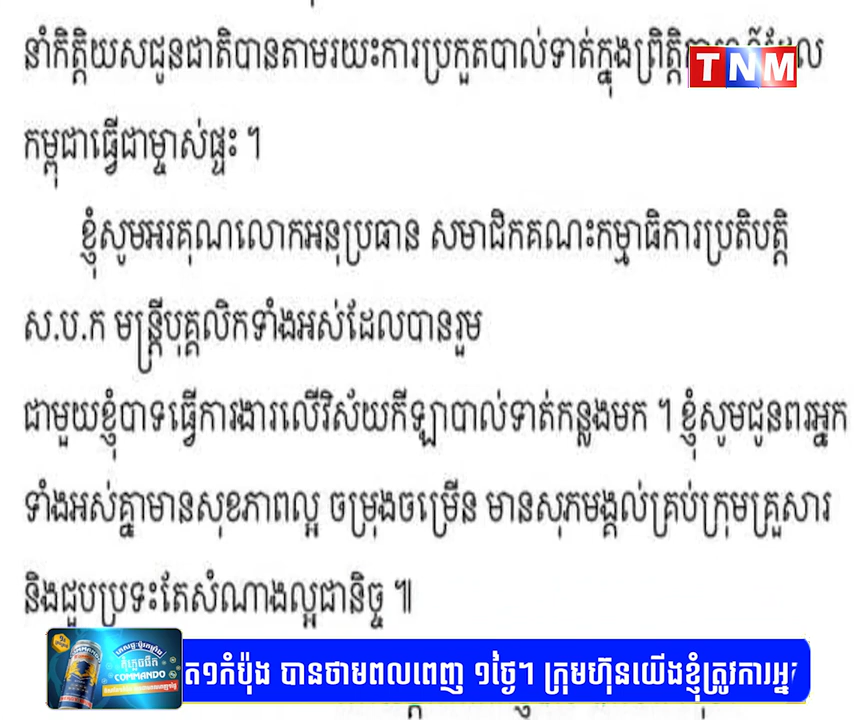 នាំកិត្តិយសជូនជាតិបានតាមរយះការប្រកួតបាល់ទាត់ក្នុងព្រិត្តិ
TNM
កម្ពុជាធ្វើជាម្ចាស់ផ្ទះ ។
ខ្ញុំសូមអរគុណលោកអនុប្រធាន សមាជិកគណះកម្មាធិការប្រតិបត្តិ
ស.ប.ក មន្ត្រីបុគ្គលិកទាំងអស់ដែលបានរួម
ជាមួយខ្ញុំបាទធ្វើការងារលើវិស័យកីឡាបាល់ទាត់កន្លងមក ។ ខ្ញុំសូមជូនពរអ្នក
ទាំងអស់គ្នាមានសុខភាពល្អ ចម្រុងចម្រើន មានសុភមង្គល់គ្រប់ក្រុមគ្រួសារ
និងជួបប្រទះតែសំណាងល្អជានិច្ច ៕
COMMANDO
ត១កំប៉ុង បានថាមពលពេញ ១ថ្ងៃ។ ក្រុមហ៊ុនយើងខ្ញុំត្រូវការ